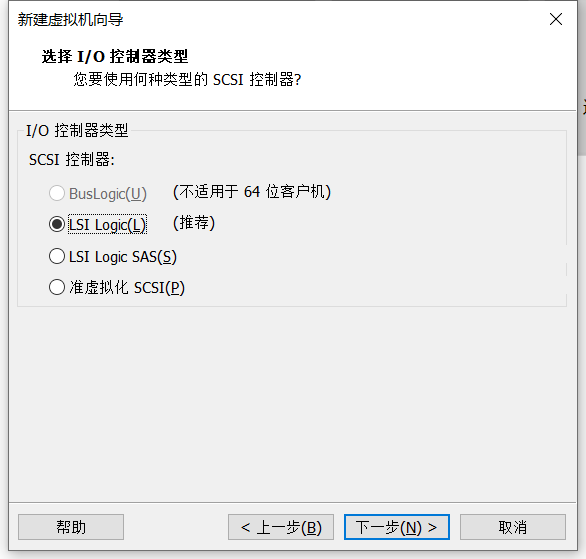 新建虚拟机向导
选择 I/O 控制器类型
您要使用何种类型的 SCSI 控制器?
I/O 控制器类型
SCSI 控制器:
BusLogic(U) (不适用于 64 位客户机)
LSI Logic(L) (推荐)
LSI Logic SAS(S)
准虚拟化 SCSI(P)
帮助 < 上一步(B) 下一步(N) > 取消